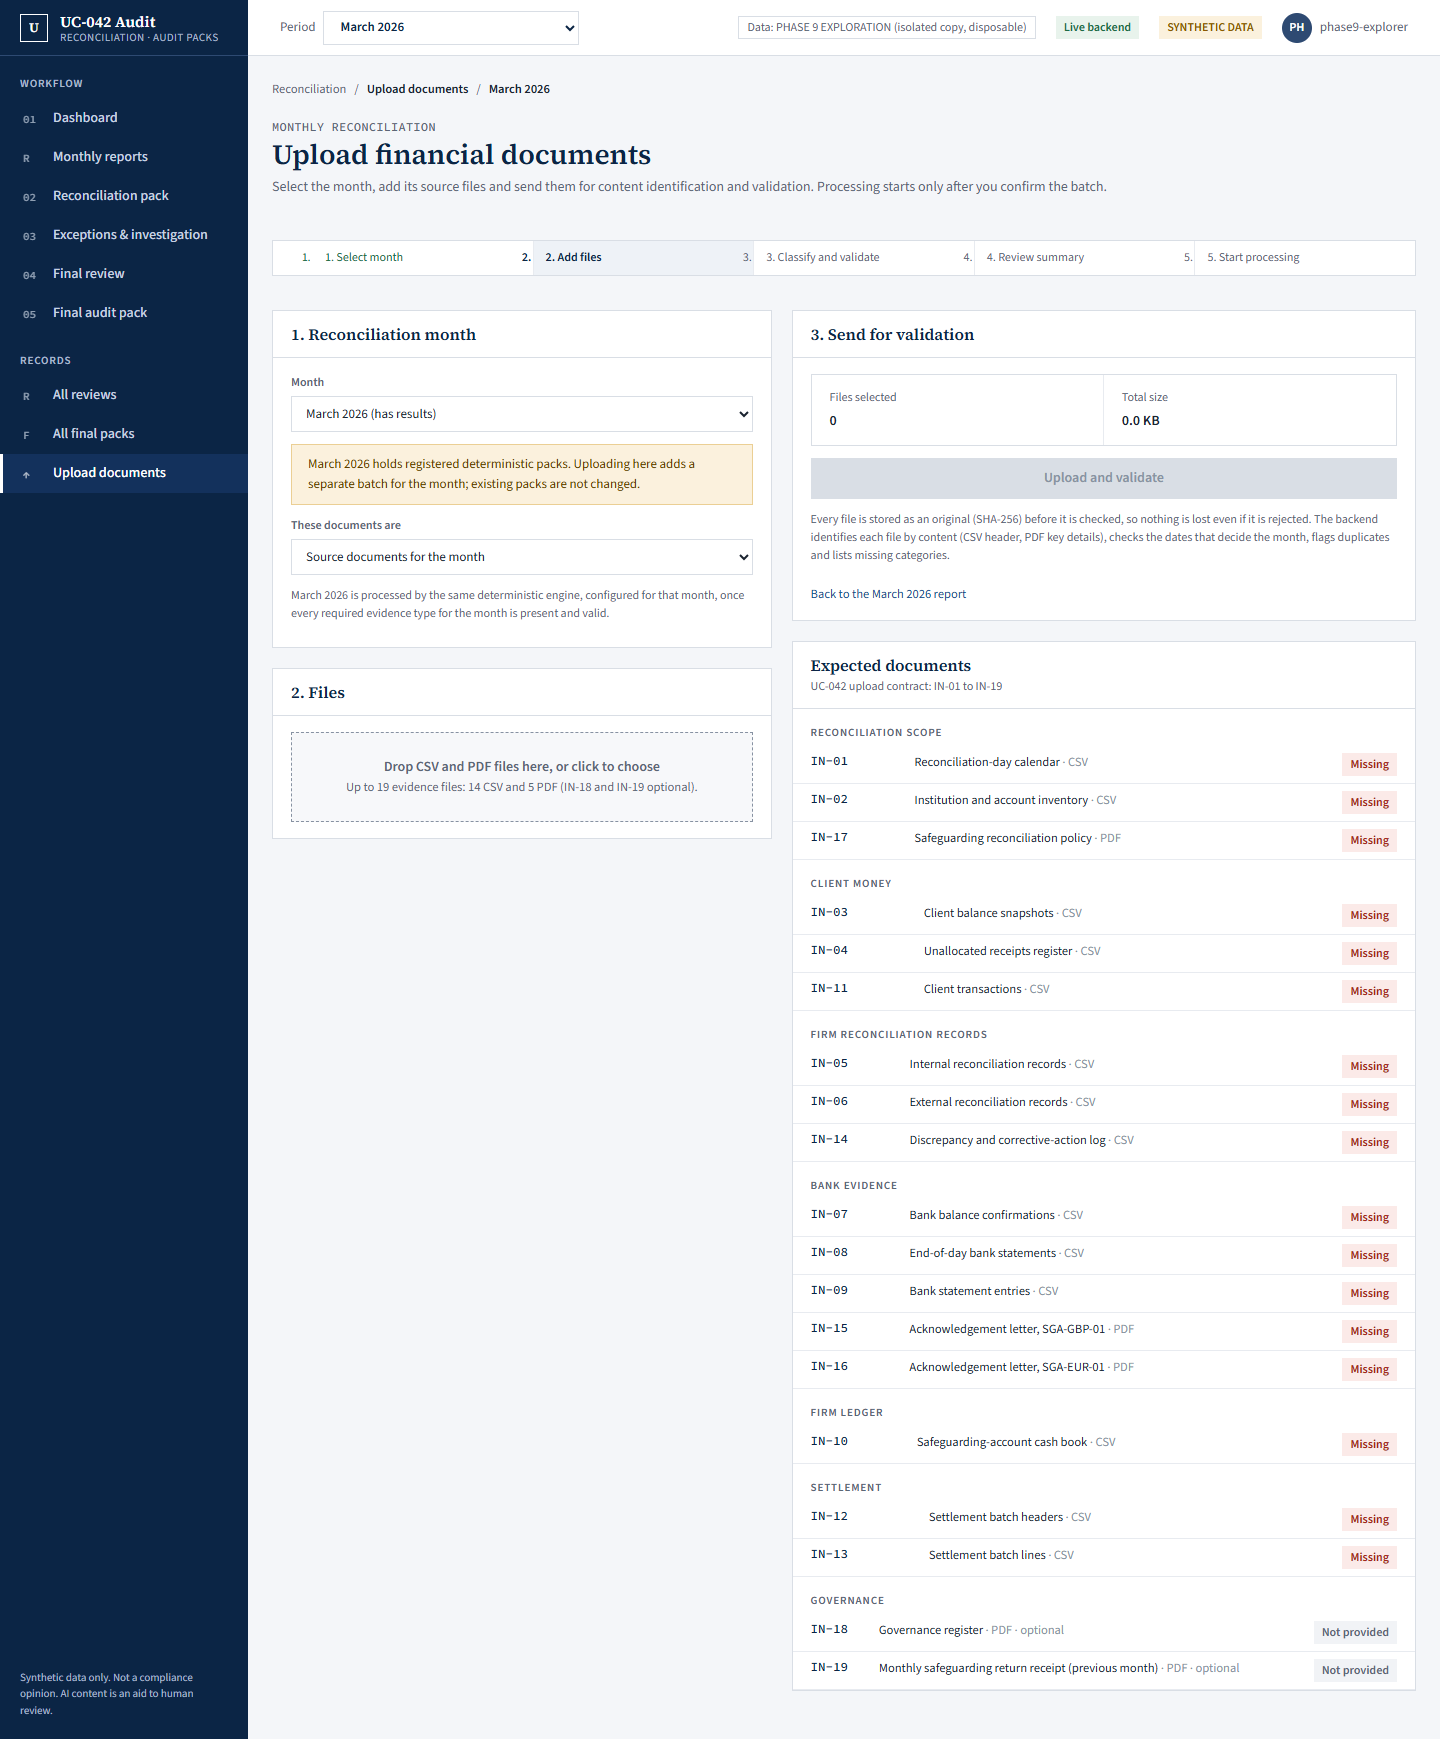 U
UC-042 Audit
RECONCILIATION · AUDIT PACKS
WORKFLOW
01 Dashboard
R Monthly reports
02 Reconciliation pack
03 Exceptions & investigation
04 Final review
05 Final audit pack
RECORDS
R All reviews
F All final packs
↑ Upload documents
Synthetic data only. Not a compliance
opinion. AI content is an aid to human
review.
Period March 2026 Data: PHASE 9 EXPLORATION (isolated copy, disposable) Live backend SYNTHETIC DATA PH phase9-explorer
Reconciliation / Upload documents / March 2026
MONTHLY RECONCILIATION
Upload financial documents
Select the month, add its source files and send them for content identification and validation. Processing starts only after you confirm the batch.
1. 1. Select month 2. 2. Add files 3. 3. Classify and validate 4. 4. Review summary 5. 5. Start processing
1. Reconciliation month
Month
March 2026 (has results)
March 2026 holds registered deterministic packs. Uploading here adds a
separate batch for the month; existing packs are not changed.
These documents are
Source documents for the month
March 2026 is processed by the same deterministic engine, configured for that month, once
every required evidence type for the month is present and valid.
2. Files
Drop CSV and PDF files here, or click to choose
Up to 19 evidence files: 14 CSV and 5 PDF (IN-18 and IN-19 optional).
3. Send for validation
Files selected
0
Total size
0.0 KB
Upload and validate
Every file is stored as an original (SHA-256) before it is checked, so nothing is lost even if it is rejected. The backend
identifies each file by content (CSV header, PDF key details), checks the dates that decide the month, flags duplicates
and lists missing categories.
Back to the March 2026 report
Expected documents
UC-042 upload contract: IN-01 to IN-19
RECONCILIATION SCOPE
IN-01 Reconciliation-day calendar · CSV Missing
IN-02 Institution and account inventory · CSV Missing
IN-17 Safeguarding reconciliation policy · PDF Missing
CLIENT MONEY
IN-03 Client balance snapshots · CSV Missing
IN-04 Unallocated receipts register · CSV Missing
IN-11 Client transactions · CSV Missing
FIRM RECONCILIATION RECORDS
IN-05 Internal reconciliation records · CSV Missing
IN-06 External reconciliation records · CSV Missing
IN-14 Discrepancy and corrective-action log · CSV Missing
BANK EVIDENCE
IN-07 Bank balance confirmations · CSV Missing
IN-08 End-of-day bank statements · CSV Missing
IN-09 Bank statement entries · CSV Missing
IN-15 Acknowledgement letter, SGA-GBP-01 · PDF Missing
IN-16 Acknowledgement letter, SGA-EUR-01 · PDF Missing
FIRM LEDGER
IN-10 Safeguarding-account cash book · CSV Missing
SETTLEMENT
IN-12 Settlement batch headers · CSV Missing
IN-13 Settlement batch lines · CSV Missing
GOVERNANCE
IN-18 Governance register · PDF · optional Not provided
IN-19 Monthly safeguarding return receipt (previous month) · PDF · optional Not provided